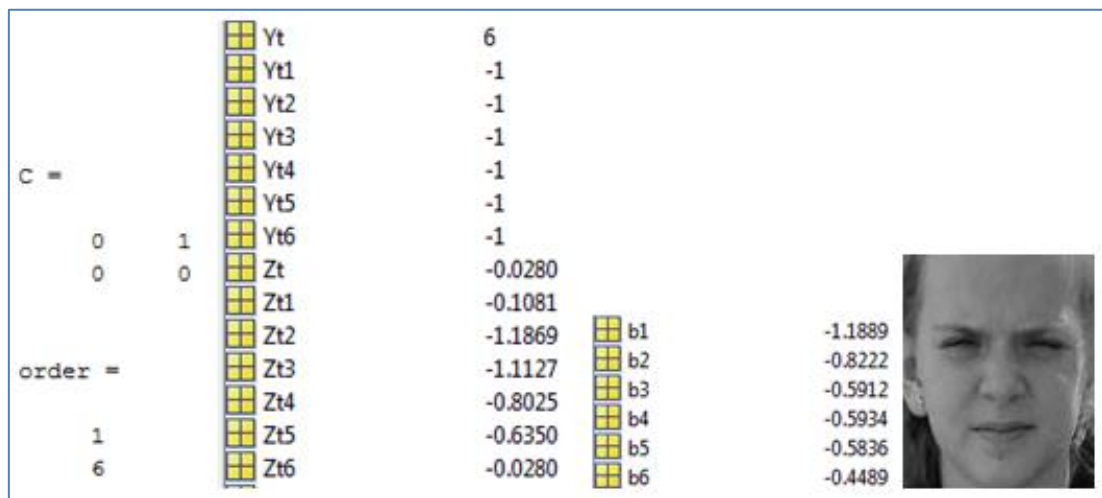 Yt 6
Yt1 -1
Yt2 -1
Yt3 -1
Yt4 -1
C =
Yt5 -1
0 1
Yt6 -1
0 0
Zt -0.0280
Zt1 -0.1081
Zt2 -1.1869
b1 -1.1889
order =
Zt3 -1.1127
b2 -0.8222
Zt4 -0.8025
b3 -0.5912
b4 -0.5934
1
Zt5 -0.6350
b5 -0.5836
6
Zt6 -0.0280
b6 -0.4489